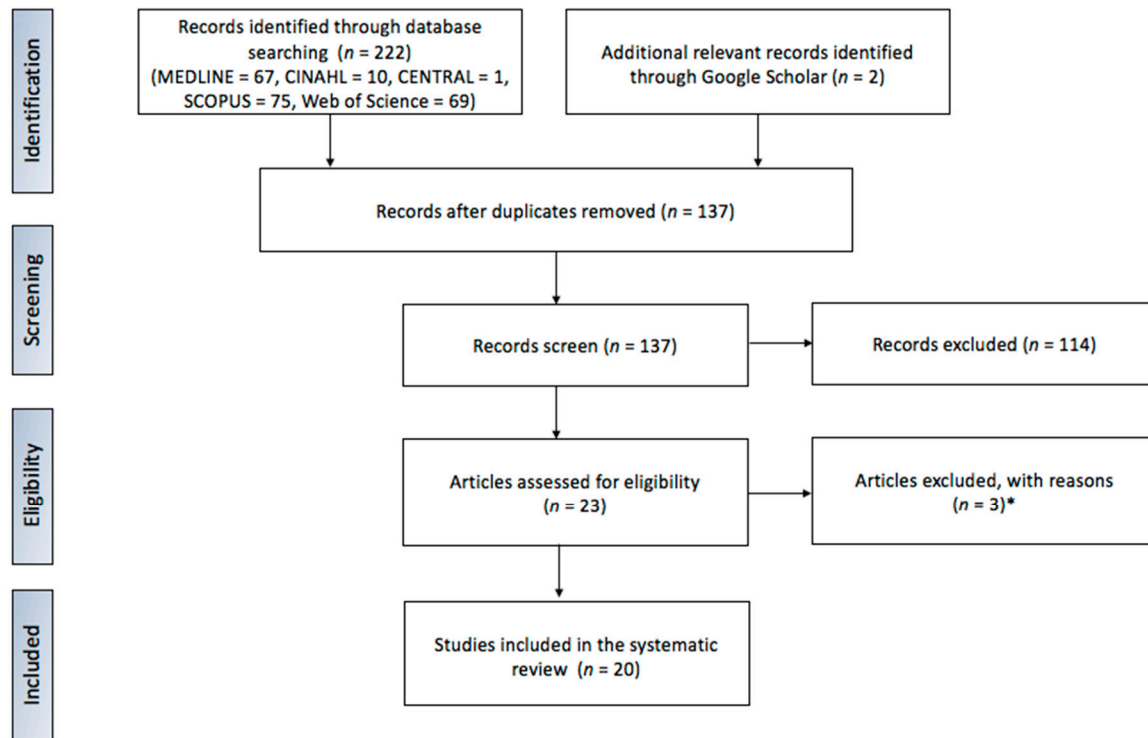 Identification
Records identified through database
searching (n = 222)
(MEDLINE = 67, CINAHL = 10, CENTRAL = 1,
SCOPUS = 75, Web of Science = 69)
Additional relevant records identified
through Google Scholar (n = 2)
Records after duplicates removed (n = 137)
Screening
Records screen (n = 137)
Records excluded (n = 114)
Eligibility
Articles assessed for eligibility
(n = 23)
Articles excluded, with reasons
(n = 3)*
Included
Studies included in the systematic
review (n = 20)